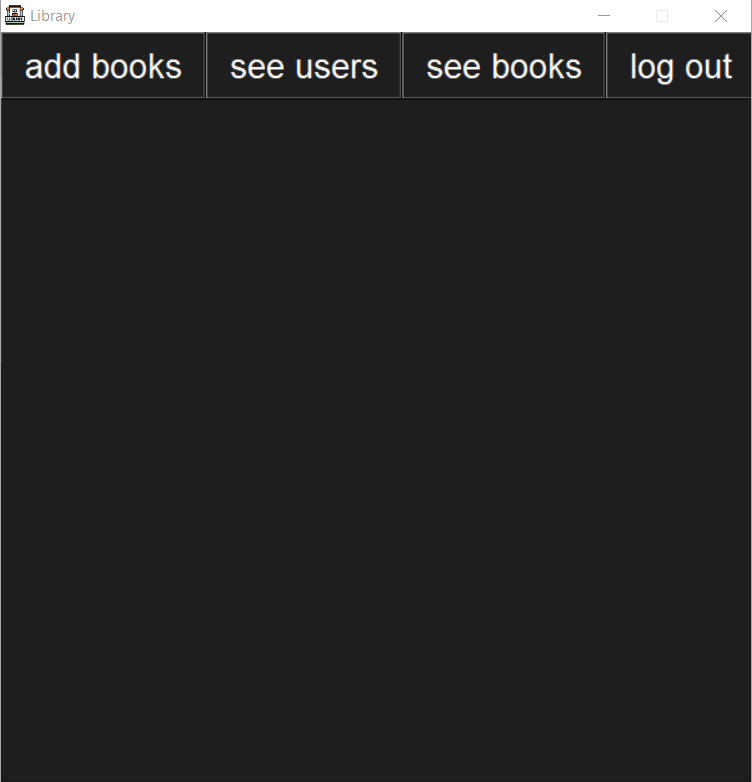 Library
add books
see users
see books
log out